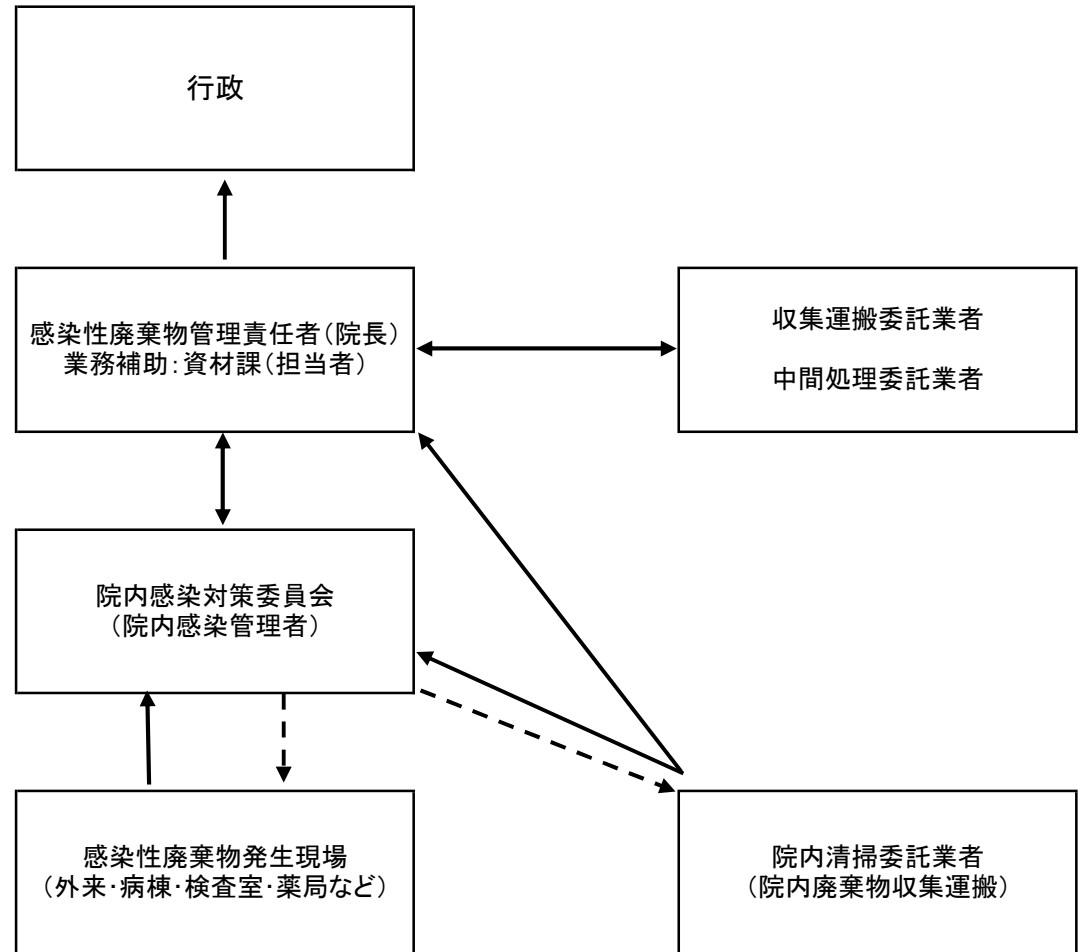 行政
感染性廃棄物管理責任者(院長)
業務補助:資材課(担当者)
収集運搬委託業者
中間処理委託業者
院内感染対策委員会
(院内感染管理者)
感染性廃棄物発生現場
(外来・病棟・検査室・薬局など)
院内清掃委託業者
(院内廃棄物収集運搬)